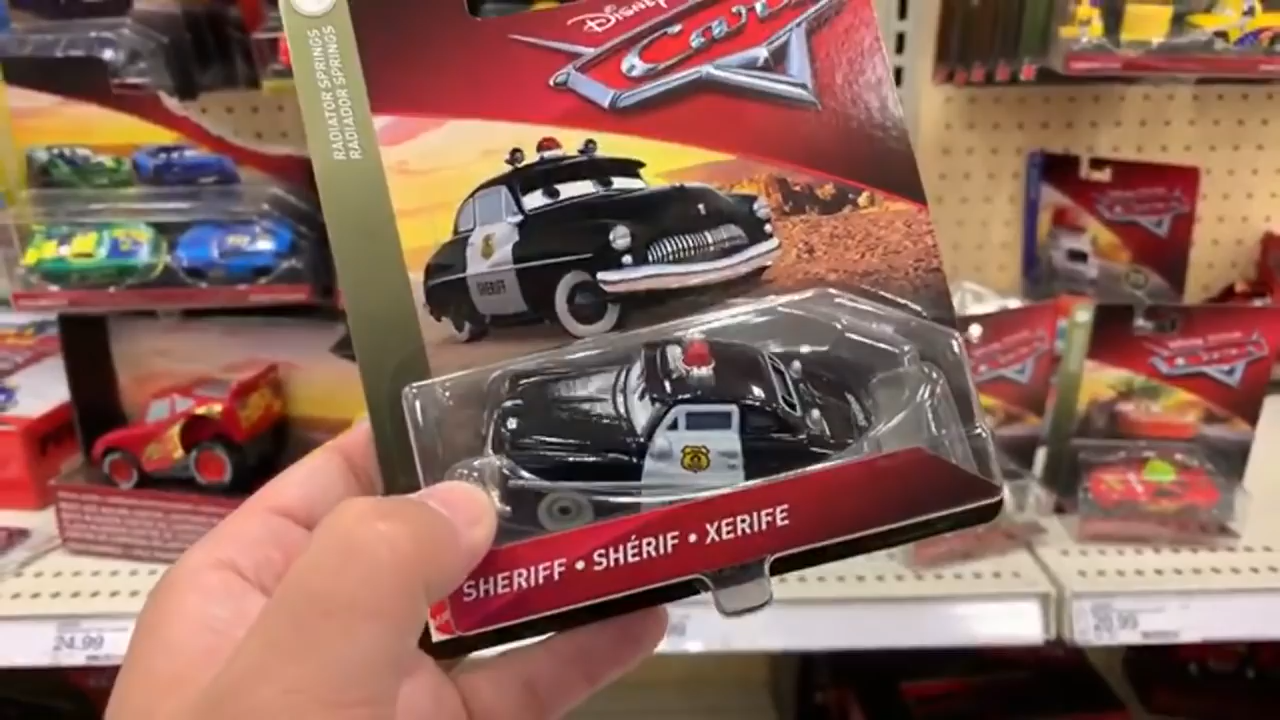 RADIATOR SPRINGS
RADIADOR SPRINGS
Disney
Cars
SHERIFF
SHERIFF • SHÉRIF • XERIFE
24.99